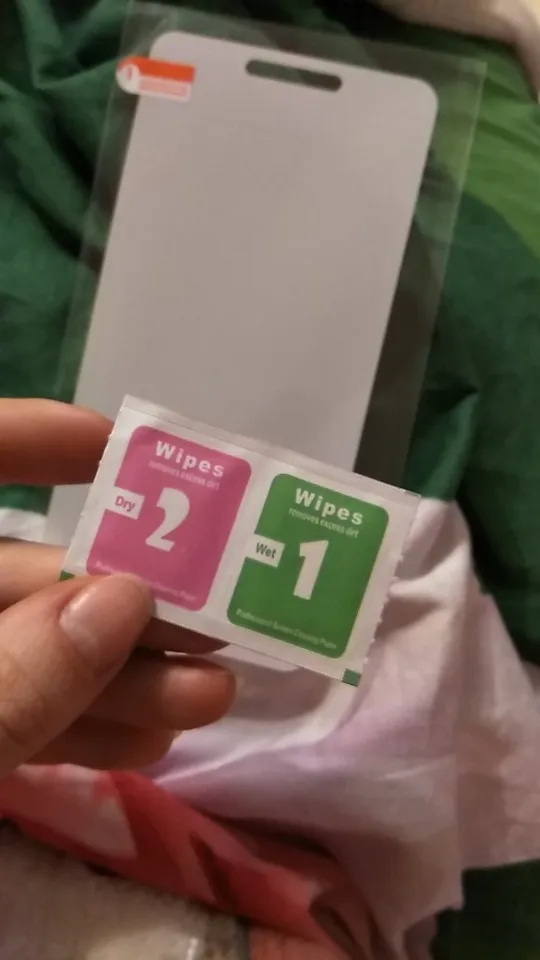 Wipes
removes excess dirt
Dry
2
Wipes
removes excess dirt
Wet
1
Professional Screen Cleaning Paper